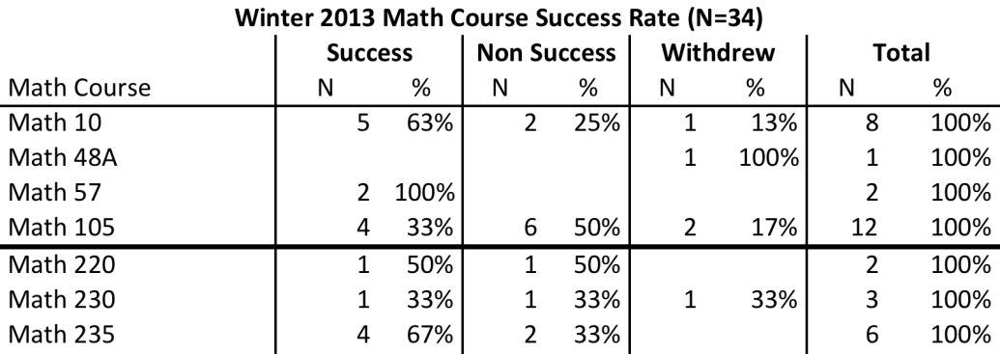 Winter 2013 Math Course Success Rate (N=34)
Success Non Success Withdrew Total
Math Course N % N % N % N %
Math 10 5 63% 2 25% 1 13% 8 100%
Math 48A 1 100% 1 100%
Math 57 2 100% 2 100%
Math 105 4 33% 6 50% 2 17% 12 100%
Math 220 1 50% 1 50% 2 100%
Math 230 1 33% 1 33% 1 33% 3 100%
Math 235 4 67% 2 33% 6 100%